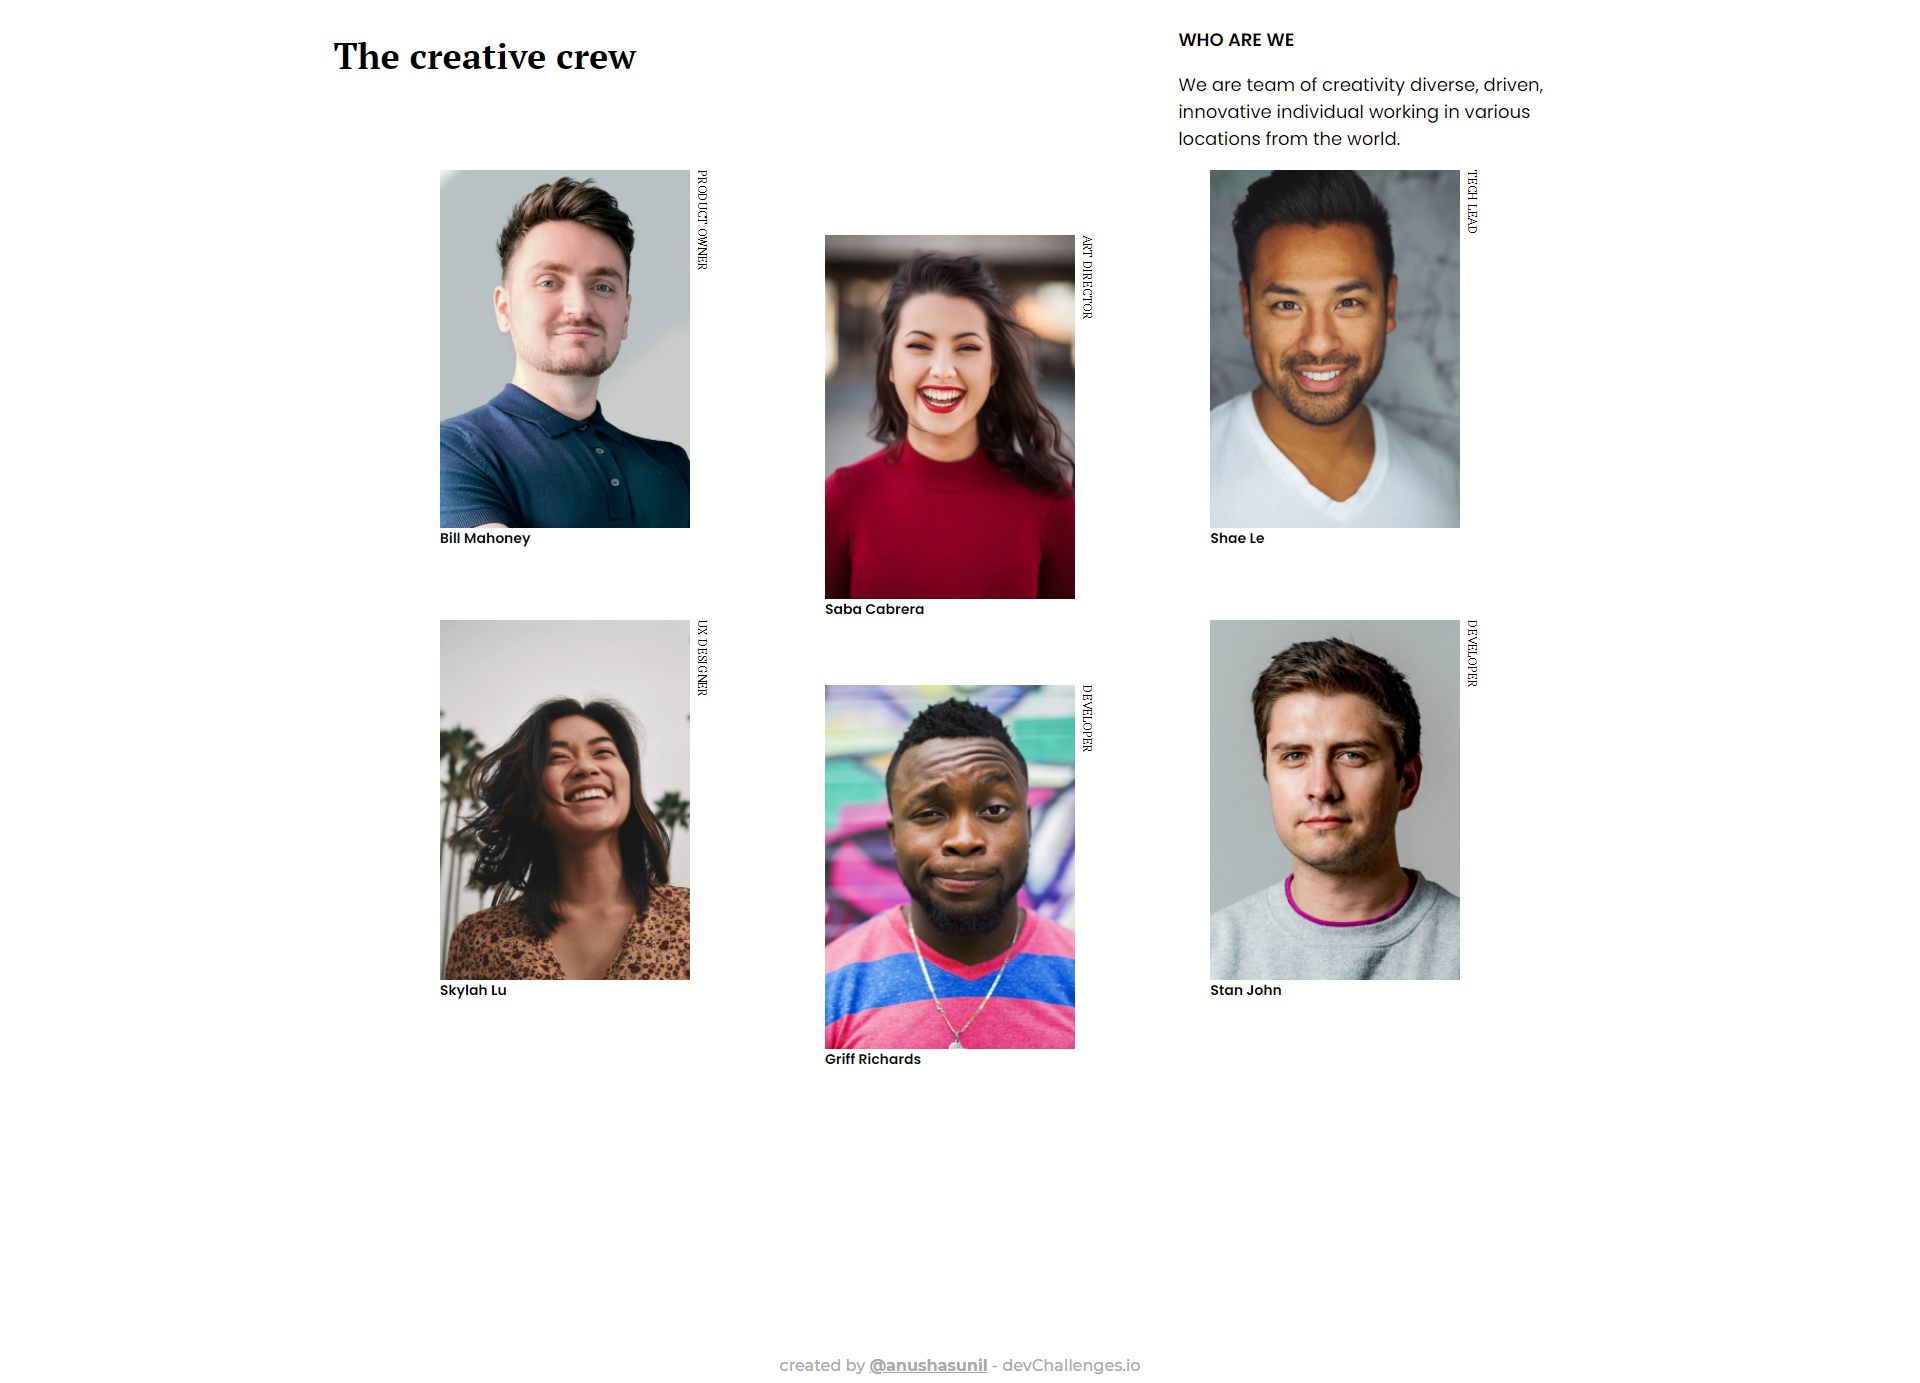 The creative crew
WHO ARE WE
We are team of creativity diverse, driven,
innovative individual working in various
locations from the world.
PRODUCT OWNER
Bill Mahoney
ART DIRECTOR
Saba Cabrera
TECH LEAD
Shae Le
UX DESIGNER
Skylah Lu
DEVELOPER
Griff Richards
DEVELOPER
Stan John
created by @anushasunil - devChallenges.io